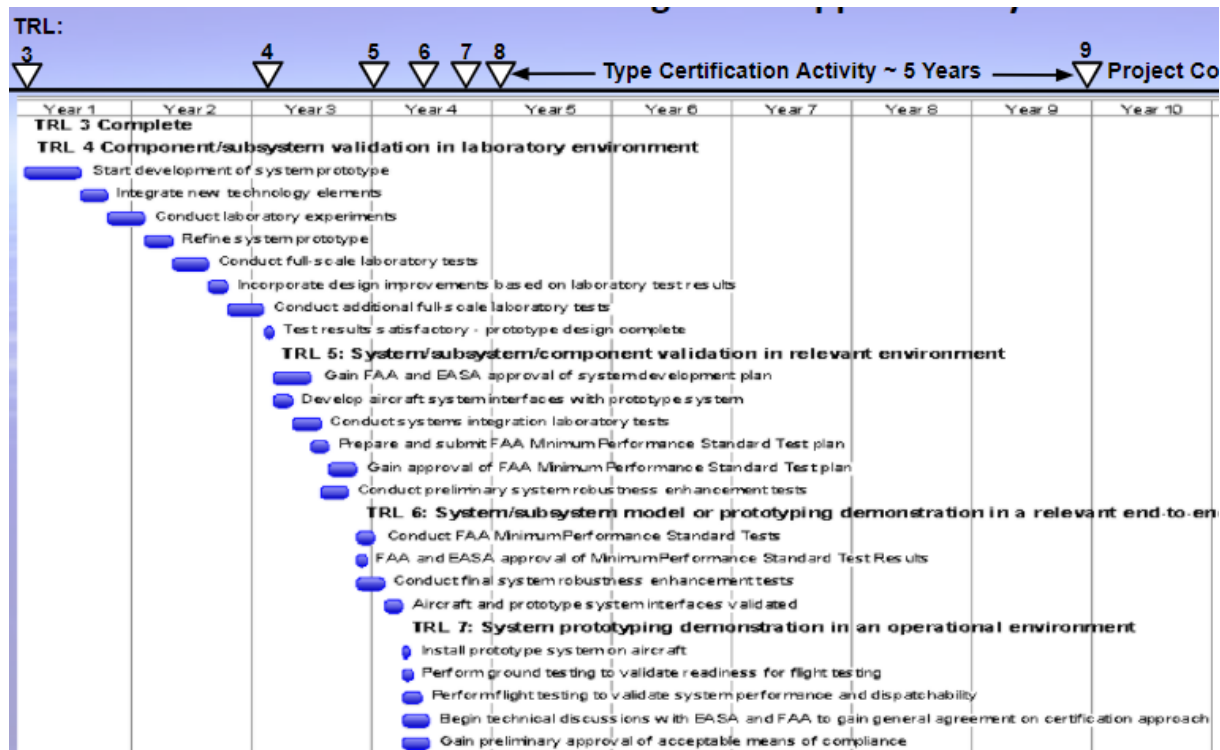 TRL:
3 4 5 6 7 8 9
Type Certification Activity ~ 5 Years Project Co
Year 1 Year 2 Year 3 Year 4 Year 5 Year 6 Year 7 Year 8 Year 9 Year 10
TRL 3 Complete
TRL 4 Component/subsystem validation in laboratory environment
Start development of system prototype
Integrate new technology elements
Conduct laboratory experiments
Refine system prototype
Conduct full-scale laboratory tests
Incorporate design improvements based on laboratory test results
Conduct additional full-scale laboratory tests
Test results satisfactory - prototype design complete
TRL 5: System/subsystem/component validation in relevant environment
Gain FAA and EASA approval of system development plan
Develop aircraft system interfaces with prototype system
Conduct systems integration laboratory tests
Prepare and submit FAA Minimum Performance Standard Test plan
Gain approval of FAA Minimum Performance Standard Test plan
Conduct preliminary system robustness enhancement tests
TRL 6: System/subsystem model or prototyping demonstration in a relevant end-to-en
Conduct FAA Minimum Performance Standard Tests
FAA and EASA approval of Minimum Performance Standard Test Results
Conduct final system robustness enhancement tests
Aircraft and prototype system interfaces validated
TRL 7: System prototyping demonstration in an operational environment
Install prototype system on aircraft
Perform ground testing to validate readiness for flight testing
Perform flight testing to validate system performance and dispatchability
Begin technical discussions with EASA and FAA to gain general agreement on certification approach
Gain preliminary approval of acceptable means of compliance